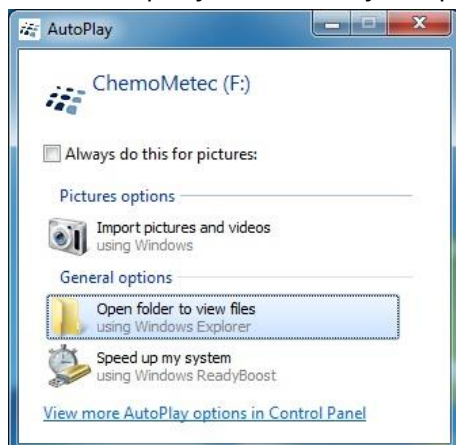 AutoPlay
ChemoMetec (F:)
Always do this for pictures:
Pictures options
Import pictures and videos
using Windows
General options
Open folder to view files
using Windows Explorer
Speed up my system
using Windows ReadyBoost
View more AutoPlay options in Control Panel